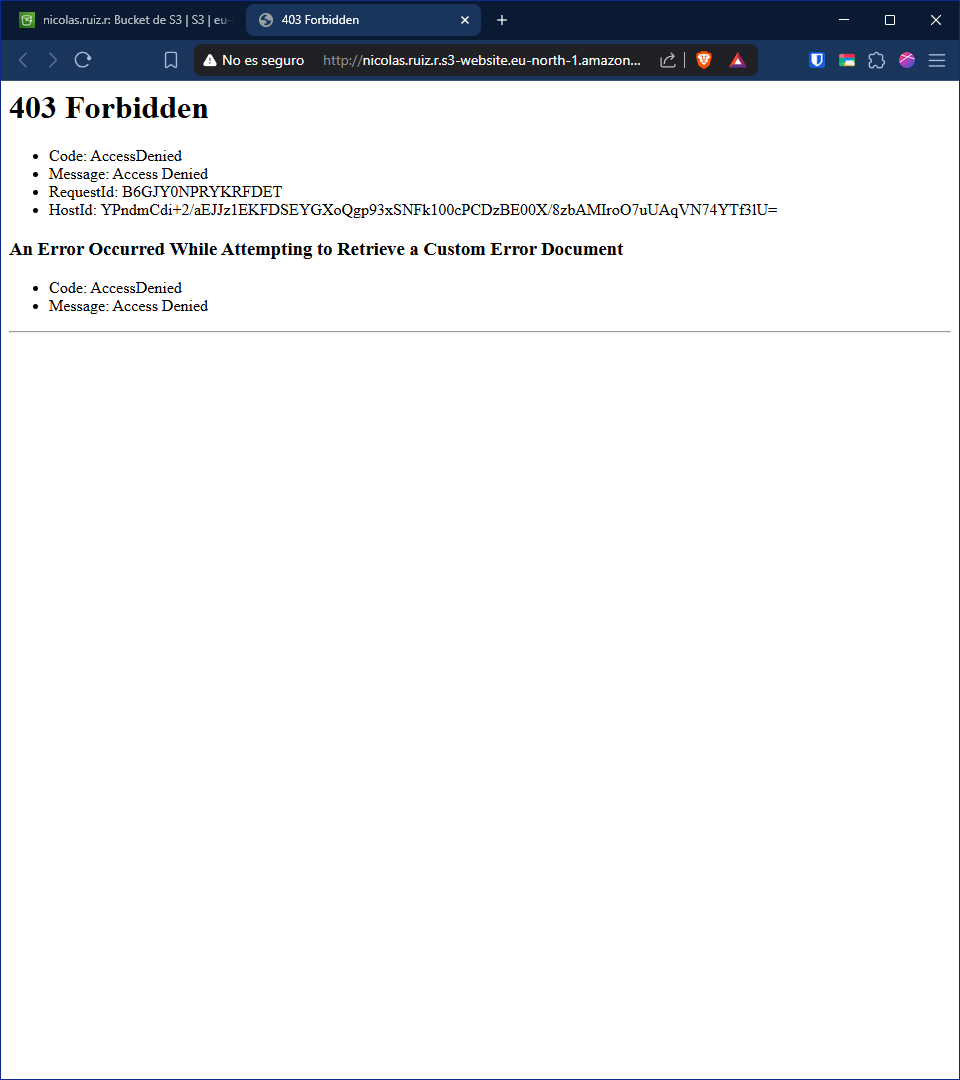 nicolas.ruiz.r: Bucket de S3 | S3 | eu-
403 Forbidden
No es seguro
http://nicolas.ruiz.r.s3-website.eu-north-1.amazon...
403 Forbidden
Code: AccessDenied
Message: Access Denied
RequestId: B6GJY0NPRYKRFDET
HostId: YPndmCdi+2/aEJJz1EKFDSEYGXoQgp93xSNFk100cPCDzBE00X/8zbAMIroO7uUAqVN74YTf3lU=
An Error Occurred While Attempting to Retrieve a Custom Error Document
Code: AccessDenied
Message: Access Denied